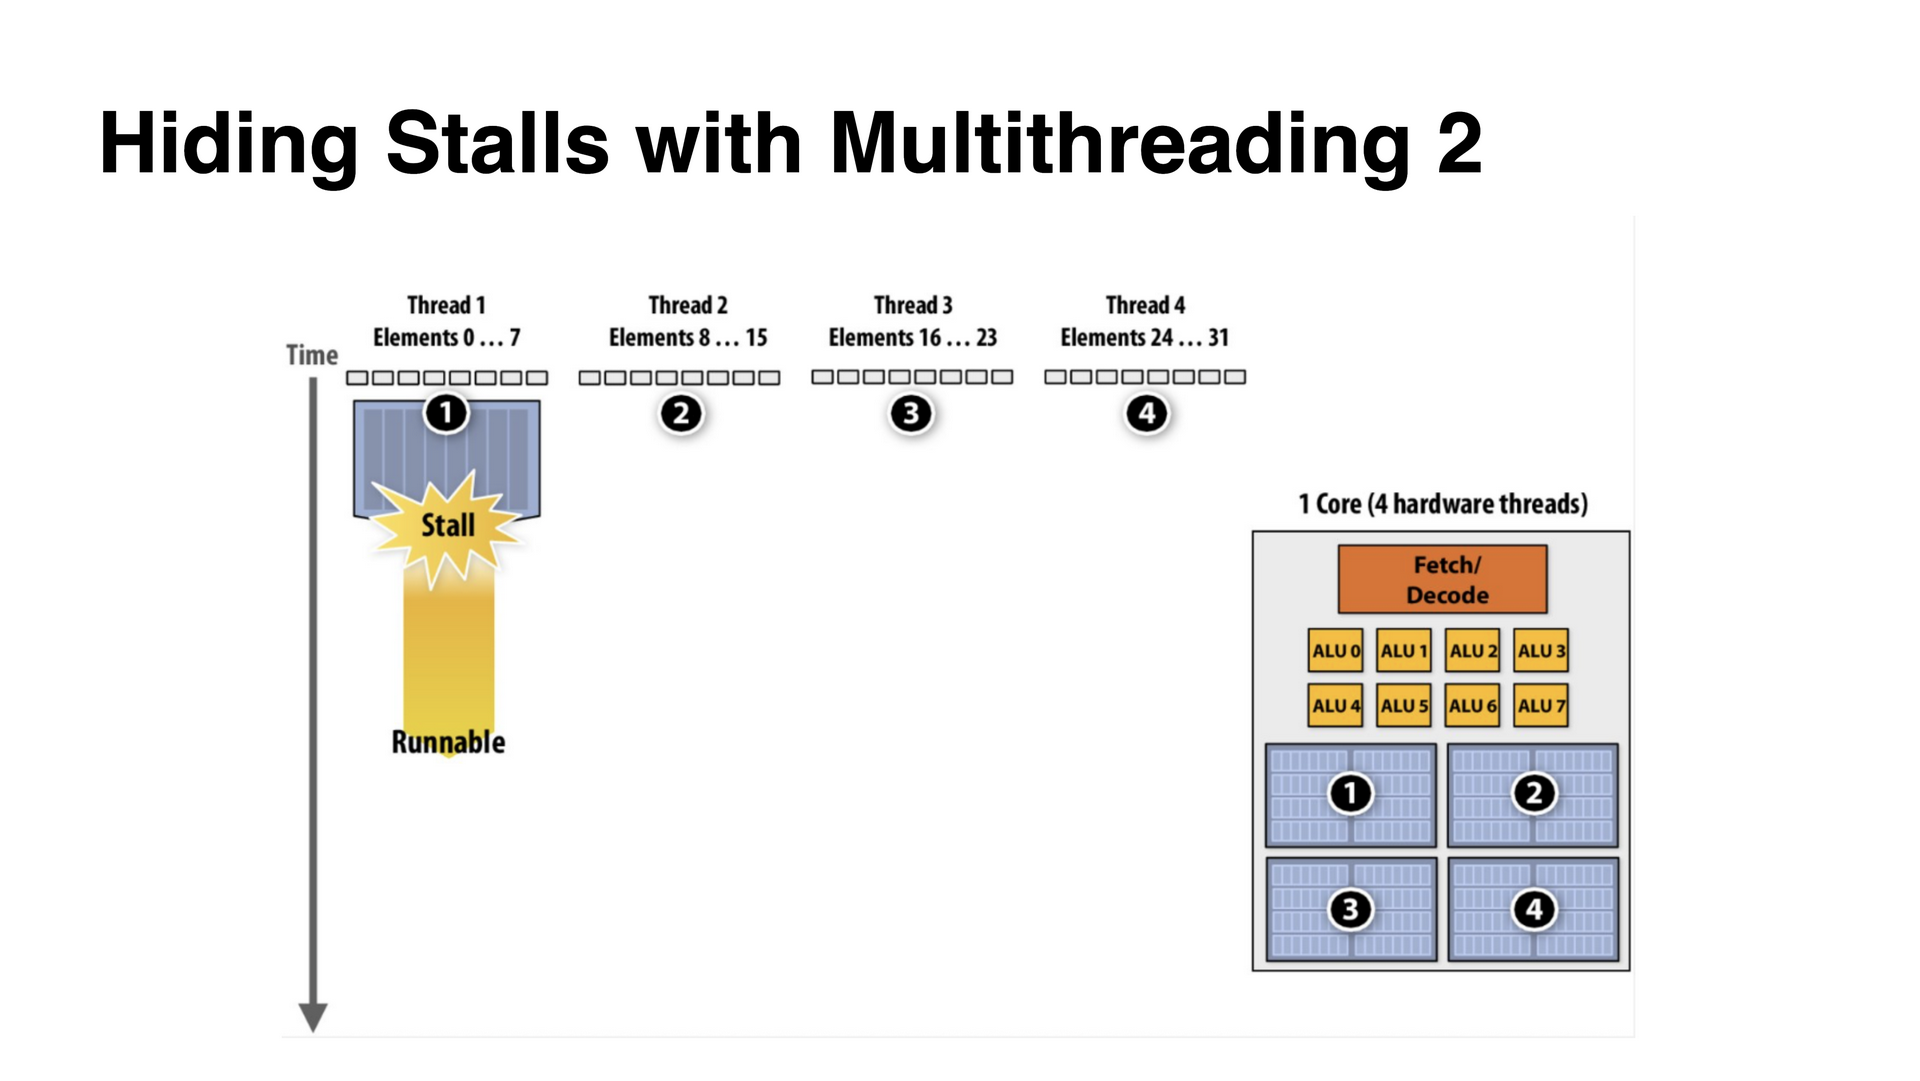 Hiding Stalls with Multithreading 2
Thread 1
Elements 0 … 7
Thread 2
Elements 8 … 15
Thread 3
Elements 16 … 23
Thread 4
Elements 24 … 31
Time
1
2
3
4
Stall
Runnable
1 Core (4 hardware threads)
Fetch/
Decode
ALU 0 ALU 1 ALU 2 ALU 3
ALU 4 ALU 5 ALU 6 ALU 7
1 2
3 4